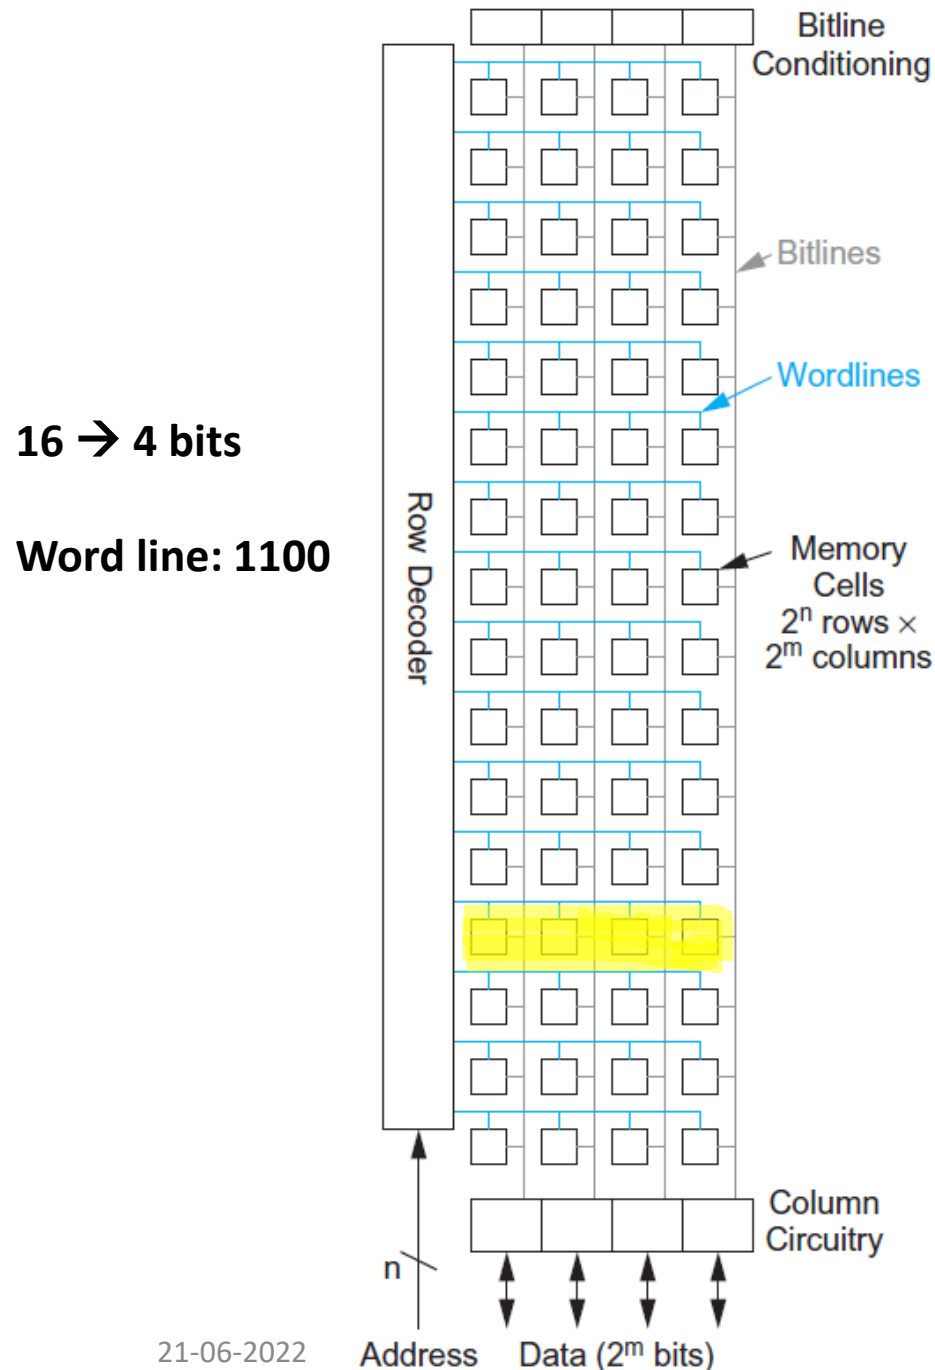 Bitline
Conditioning
Bitlines
Wordlines
16 → 4 bits
Row Decoder
Word line: 1100
Memory
Cells
2ⁿ rows ×
2ᵐ columns
Column
Circuitry
n
21-06-2022
Address
Data (2ᵐ bits)